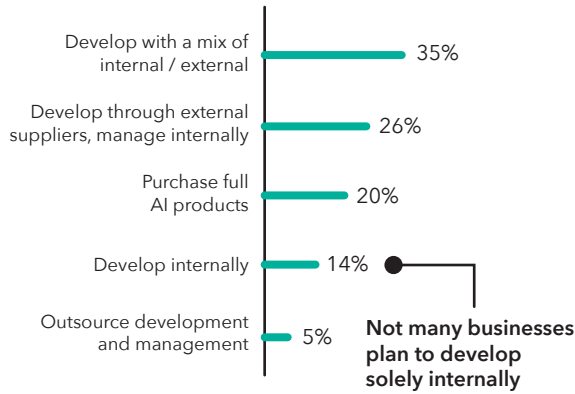 Develop with a mix of
internal / external
35%
Develop through external
suppliers, manage internally
26%
Purchase full
AI products
20%
Develop internally
14%
Outsource development
and management
5%
Not many businesses
plan to develop
solely internally